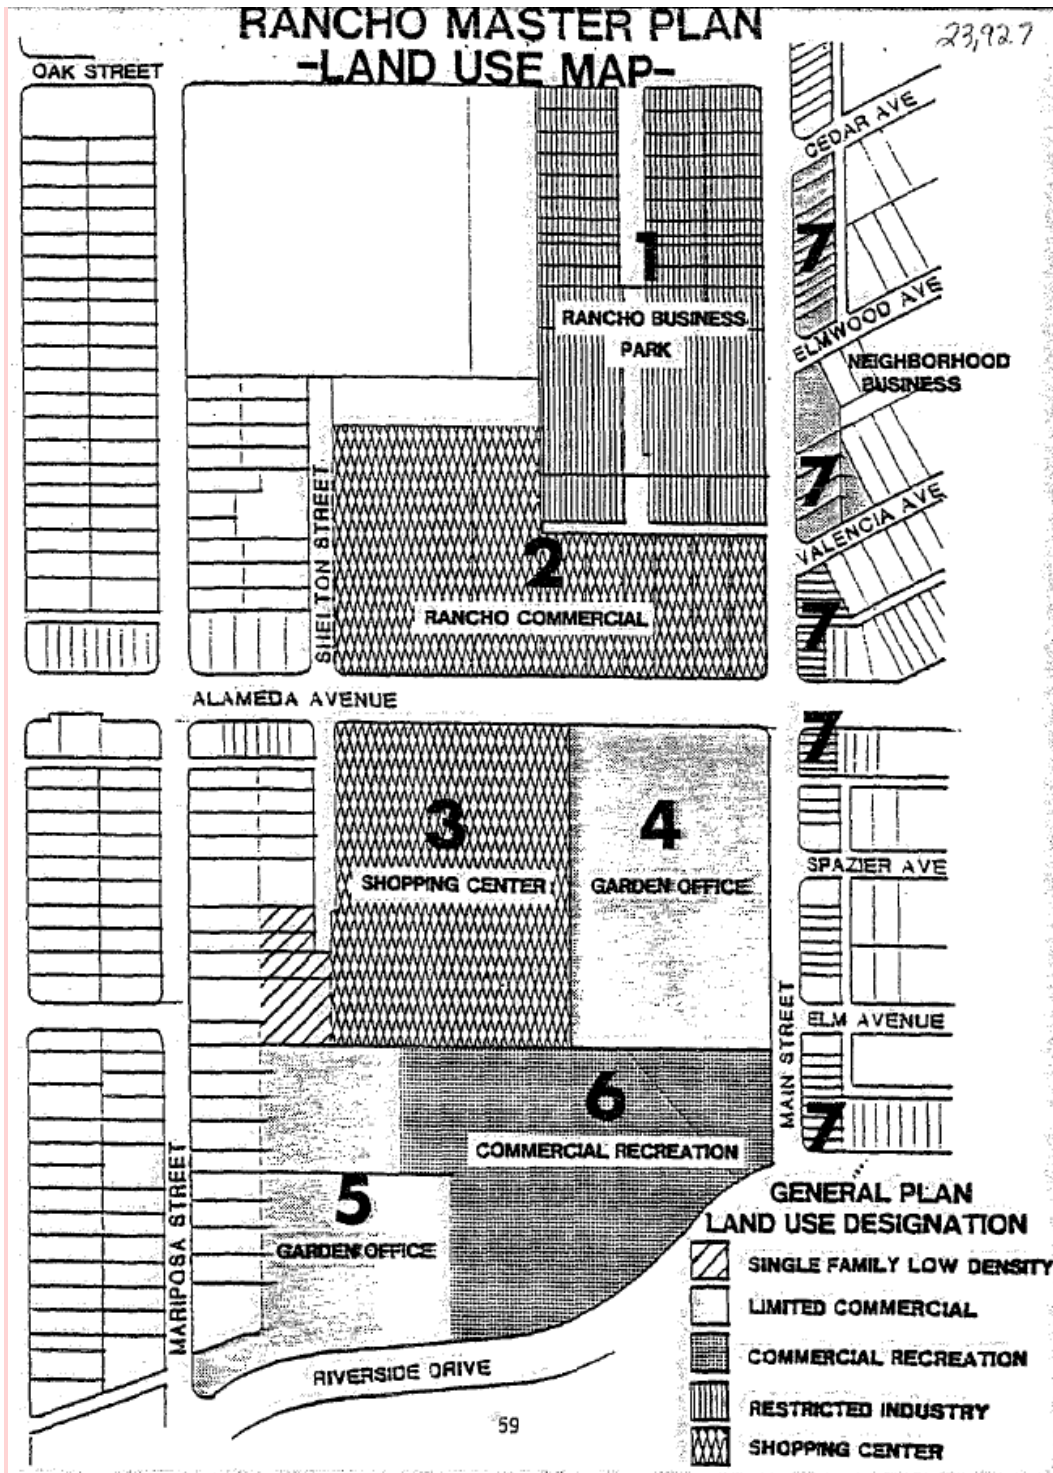 RANCHO MASTER PLAN
-LAND USE MAP-
23,927
OAK STREET
CEDAR AVE
7
1
RANCHO BUSINESS
PARK
ELMWOOD AVE
NEIGHBORHOOD
BUSINESS
7
VALENCIA AVE
SHELTON STREET
2
RANCHO COMMERCIAL
7
ALAMEDA AVENUE
7
3
SHOPPING CENTER
4
GARDEN OFFICE
SPAZIER AVE
MAIN STREET
ELM AVENUE
6
COMMERCIAL RECREATION
7
MARIPOSA STREET
5
GARDEN OFFICE
RIVERSIDE DRIVE
GENERAL PLAN
LAND USE DESIGNATION
SINGLE FAMILY LOW DENSITY
LIMITED COMMERCIAL
COMMERCIAL RECREATION
RESTRICTED INDUSTRY
SHOPPING CENTER
59